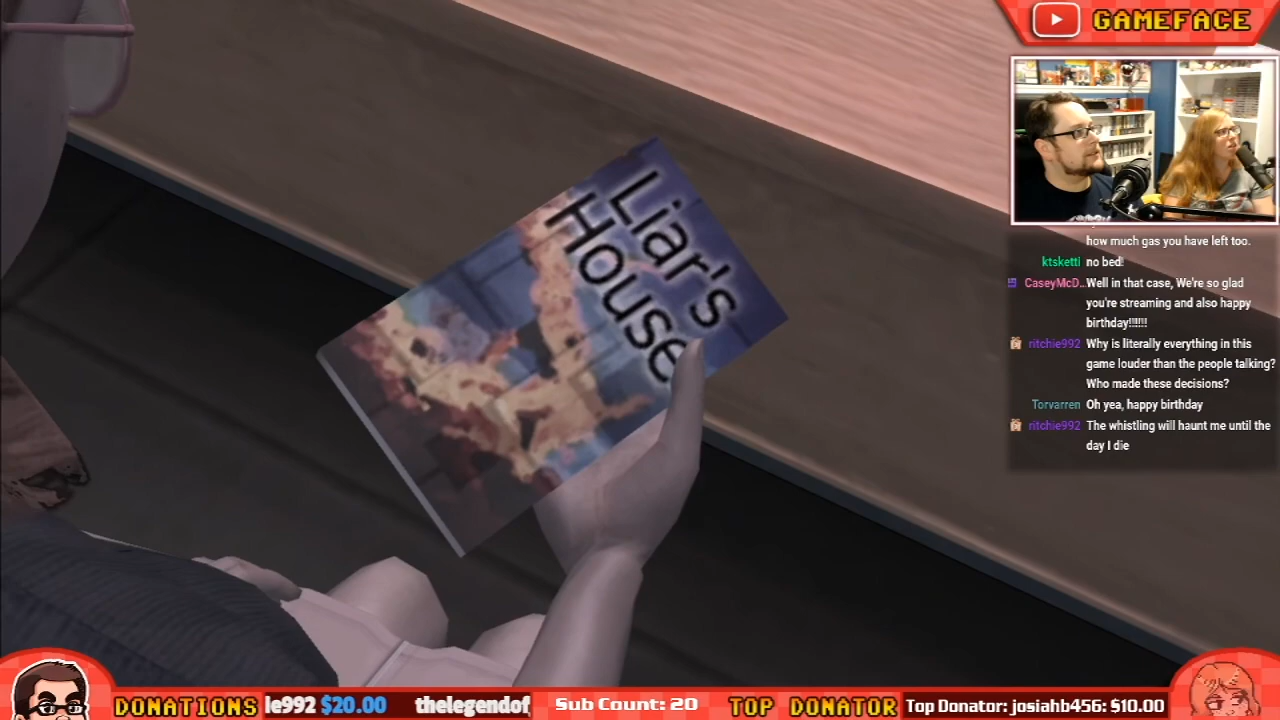 GAMEFACE
Liar's
House
how much gas you have left too.
ktsketti no bed!
CaseyMcD.. Well in that case, We're so glad
you're streaming and also happy
birthday!!!!!!
ritchie992 Why is literally everything in this
game louder than the people talking?
Who made these decisions?
Torvarren Oh yea, happy birthday
ritchie992 The whistling will haunt me until the
day I die
DONATIONS le992 $20.00 thelegendof Sub Count: 20 TOP DONATOR Top Donator: josiahb456: $10.00